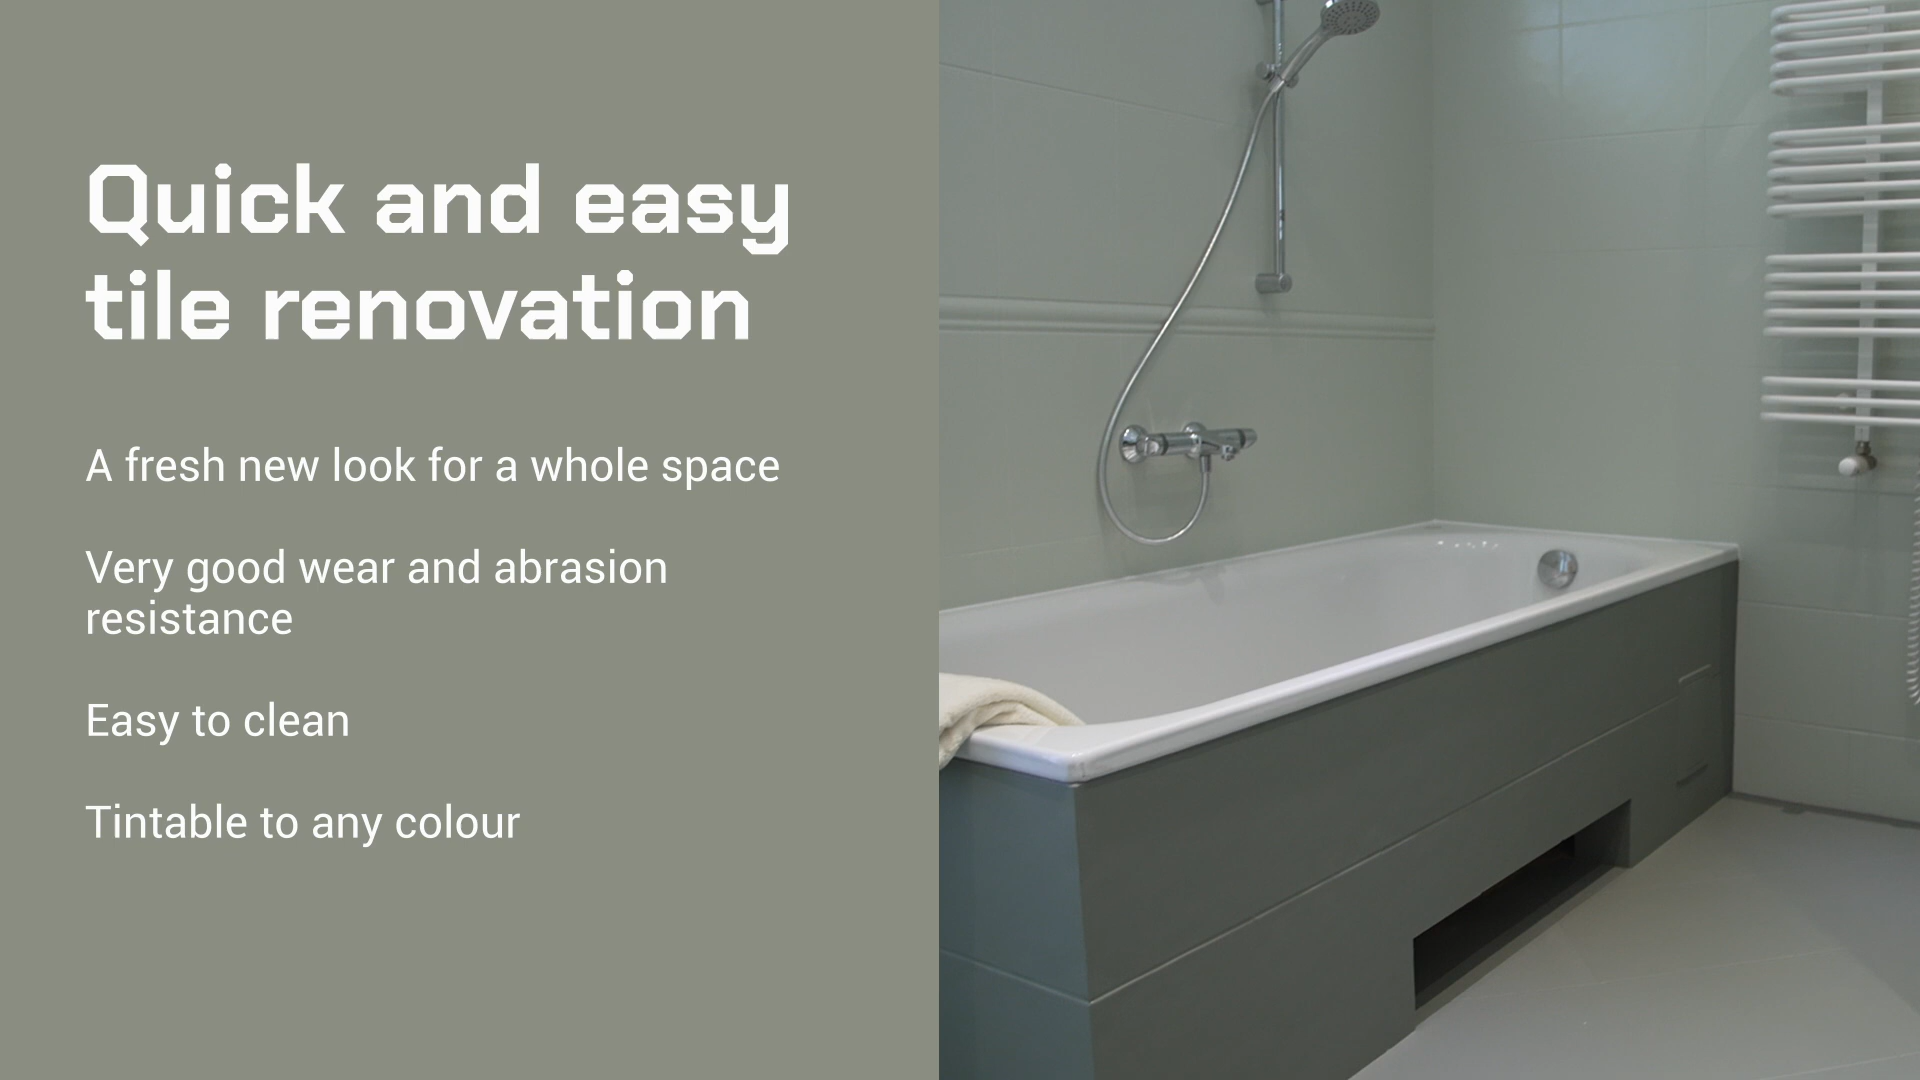 Quick and easy
tile renovation
A fresh new look for a whole space
Very good wear and abrasion
resistance
Easy to clean
Tintable to any colour